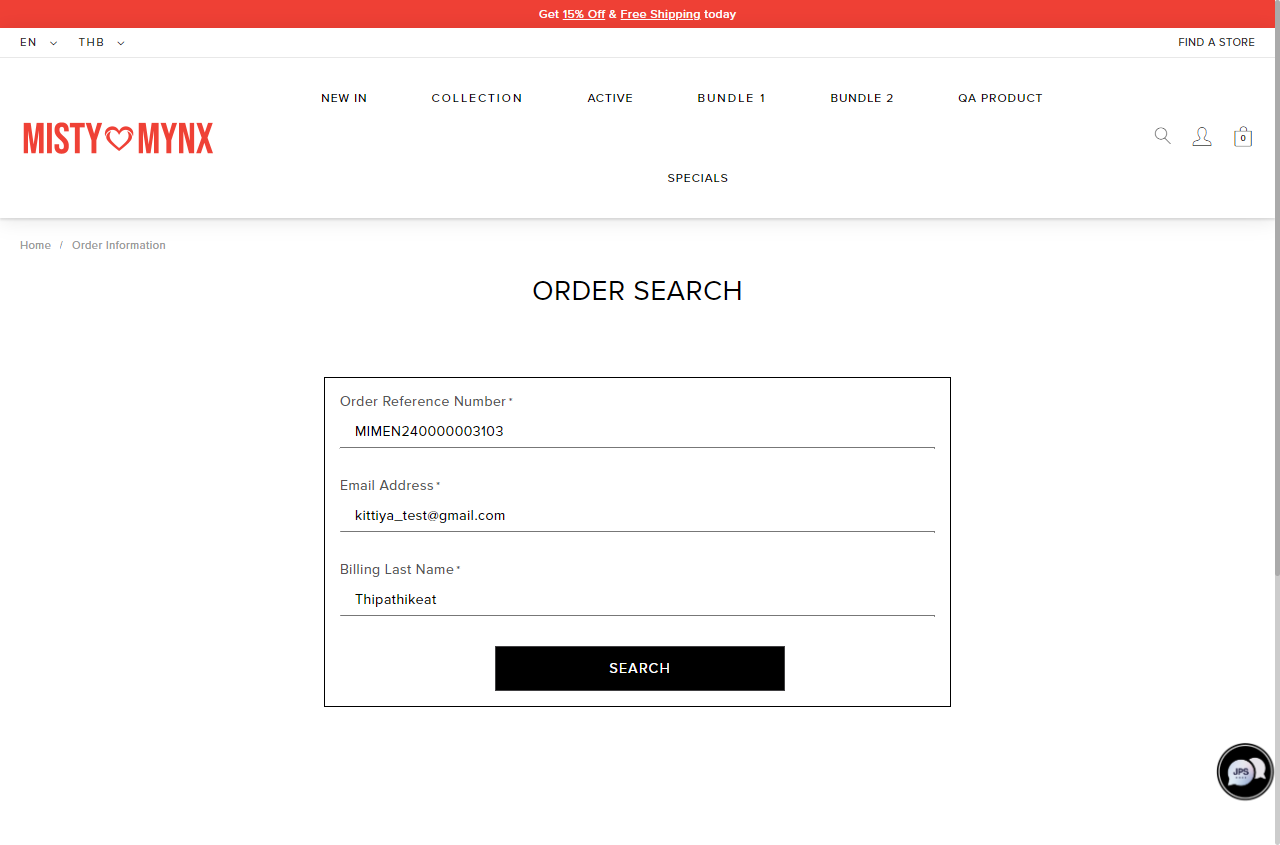 Get 15% Off & Free Shipping today
EN THB FIND A STORE
NEW IN COLLECTION ACTIVE BUNDLE 1 BUNDLE 2 QA PRODUCT
MISTY MYNX
0
SPECIALS
Home / Order Information
ORDER SEARCH
Order Reference Number*
MIMEN240000003103
Email Address*
kittiya_test@gmail.com
Billing Last Name*
Thipathikeat
SEARCH
JPS